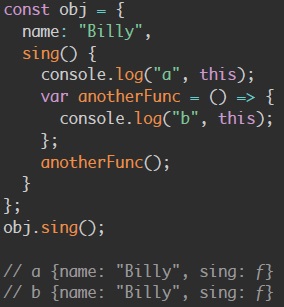 const obj = {
  name: "Billy",
  sing() {
    console.log("a", this);
    var anotherFunc = () => {
      console.log("b", this);
    };
    anotherFunc();
  }
};
obj.sing();

// a {name: "Billy", sing: ƒ}
// b {name: "Billy", sing: ƒ}